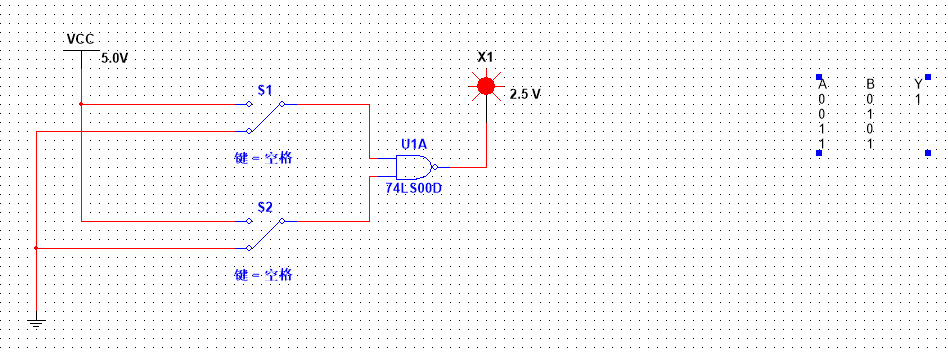 VCC
5.0V
X1
2.5 V
S1
键 = 空格
U1A
74LS00D
S2
键 = 空格
A B Y
0 0 1
0 1
1 0
1 1